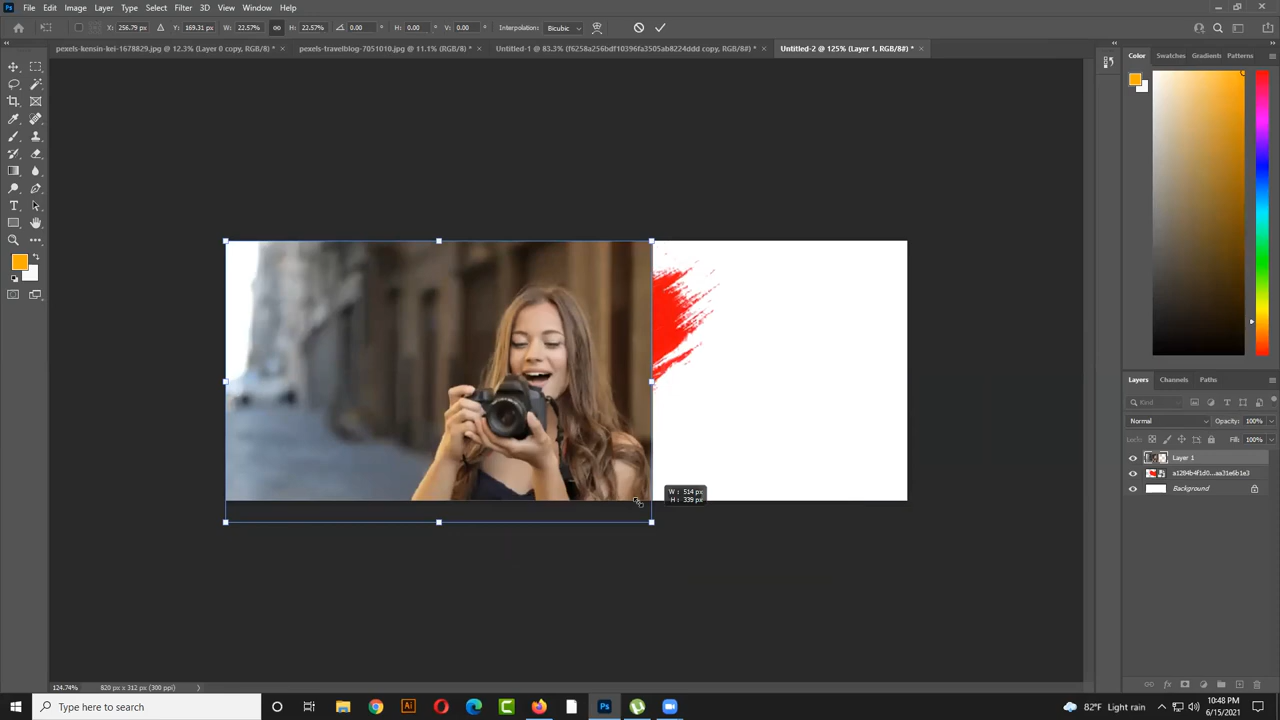 Ps File Edit Image Layer Type Select Filter 3D View Window Help
X: 256.79 px Y: 169.31 px W: 22.57% H: 22.57% 0.00 ° H: 0.00 ° V: 0.00 ° Interpolation: Bicubic
pexels-kensin-kei-1678829.jpg @ 12.3% (Layer 0 copy, RGB/8#) * × pexels-travelblog-7051010.jpg @ 11.1% (RGB/8#) * × Untitled-1 @ 83.3% (f6258a256bdf10396fa3505ab8224ddd copy, RGB/8#) * × Untitled-2 @ 125% (Layer 1, RGB/8#) * ×
Color Swatches Gradients Patterns
W: 514 px
H: 339 px
Layers Channels Paths
Kind
Normal Opacity: 100%
Lock: Fill: 100%
Layer 1
a1284b4f1d0...aa31e6b1e3
Background
124.74% 820 px x 312 px (300 ppi)
Type here to search
Ai Ps
82°F Light rain
10:48 PM
6/15/2021